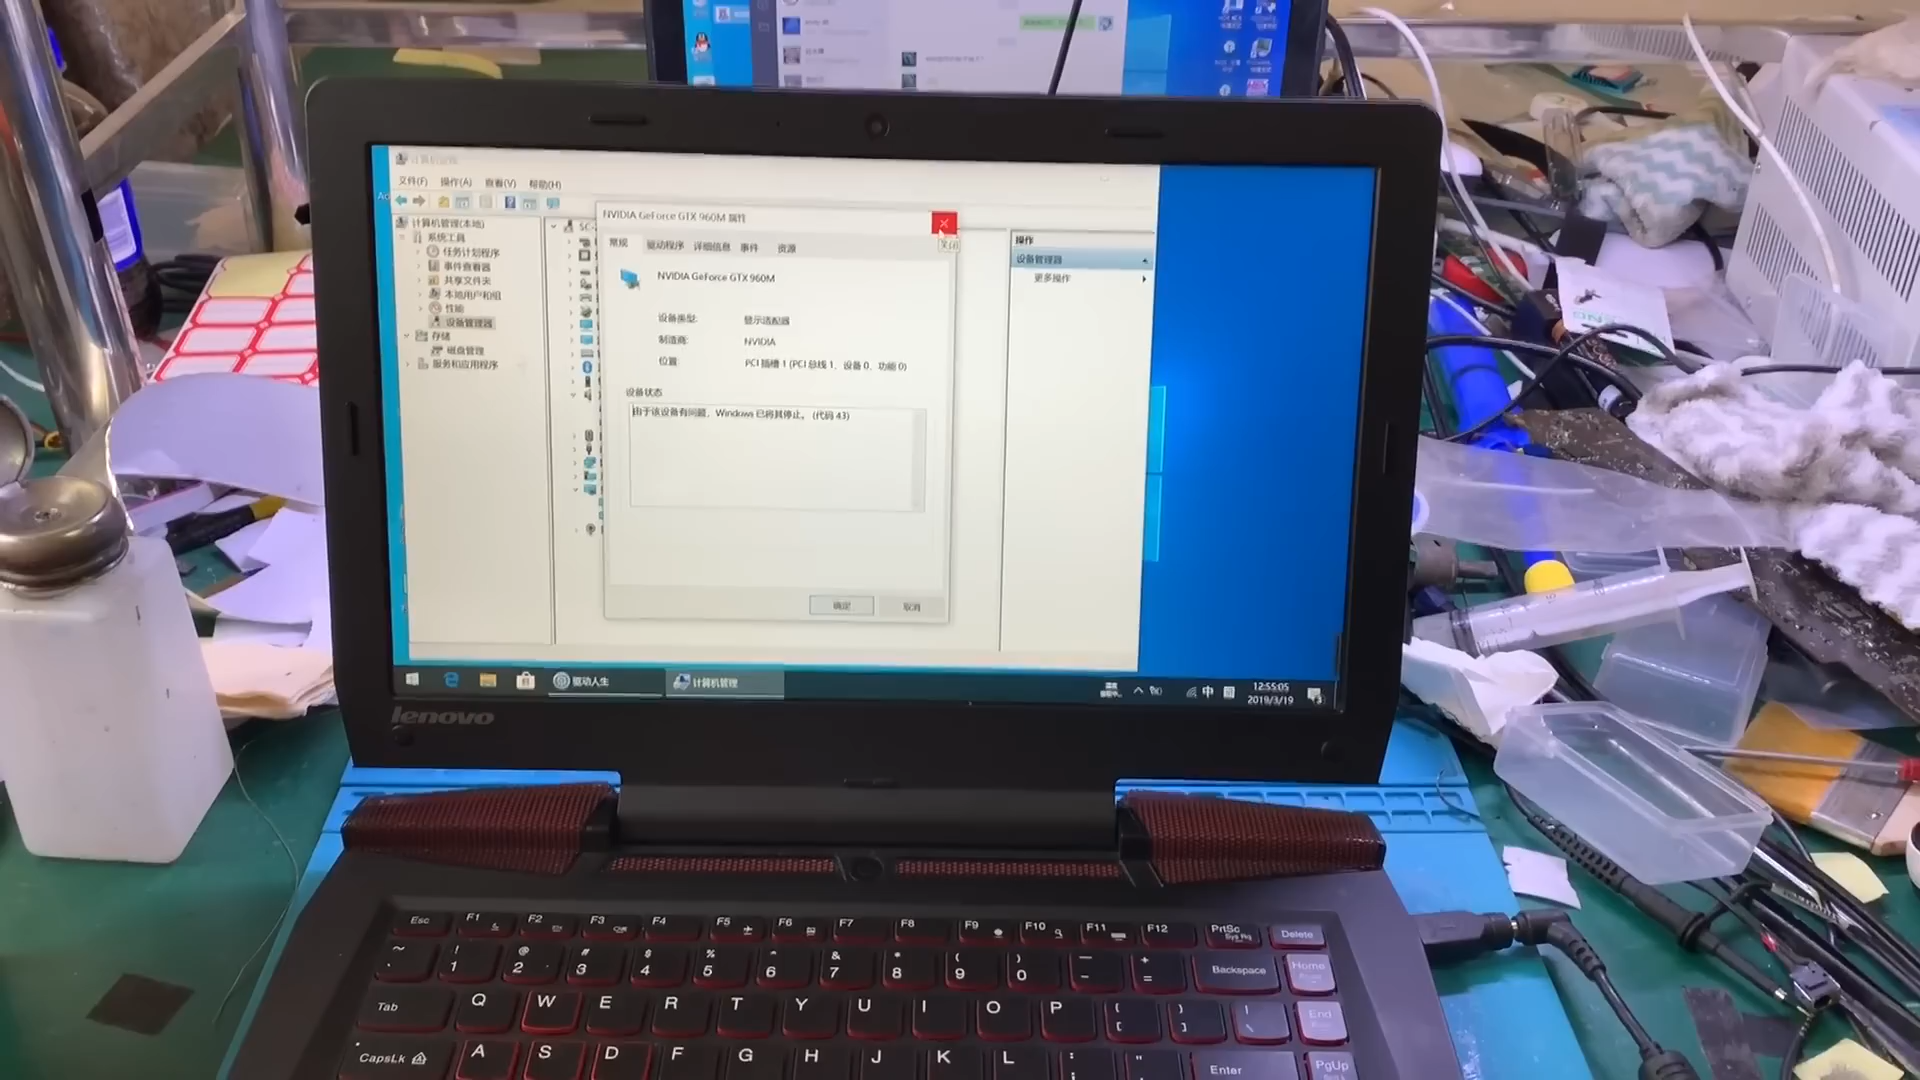 文件(F) 操作(A) 查看(V) 帮助(H)
计算机管理(本地)
系统工具
任务计划程序
事件查看器
共享文件夹
本地用户和组
性能
设备管理器
存储
磁盘管理
服务和应用程序
NVIDIA GeForce GTX 960M 属性
关闭
常规 驱动程序 详细信息 事件 资源
NVIDIA GeForce GTX 960M
设备类型: 显示适配器
制造商: NVIDIA
位置: PCI 插槽 1 (PCI 总线 1、设备 0、功能 0)
设备状态
由于该设备有问题，Windows 已将其停止。 (代码 43)
确定 取消
操作
设备管理器
更多操作
驱动人生
计算机管理
中
12:55:05
2019/3/19
lenovo
Esc F1 F2 F3 F4 F5 F6 F7 F8 F9 F10 F11 F12 PrtSc SysRq Delete
~ ! @ # $ % ^ & * ( ) — +
` 1 2 3 4 5 6 7 8 9 0 - = Backspace Home
Tab Q W E R T Y U I O P { [ } ] | \ End
CapsLk A S D F G H J K L : ; " Enter PgUp